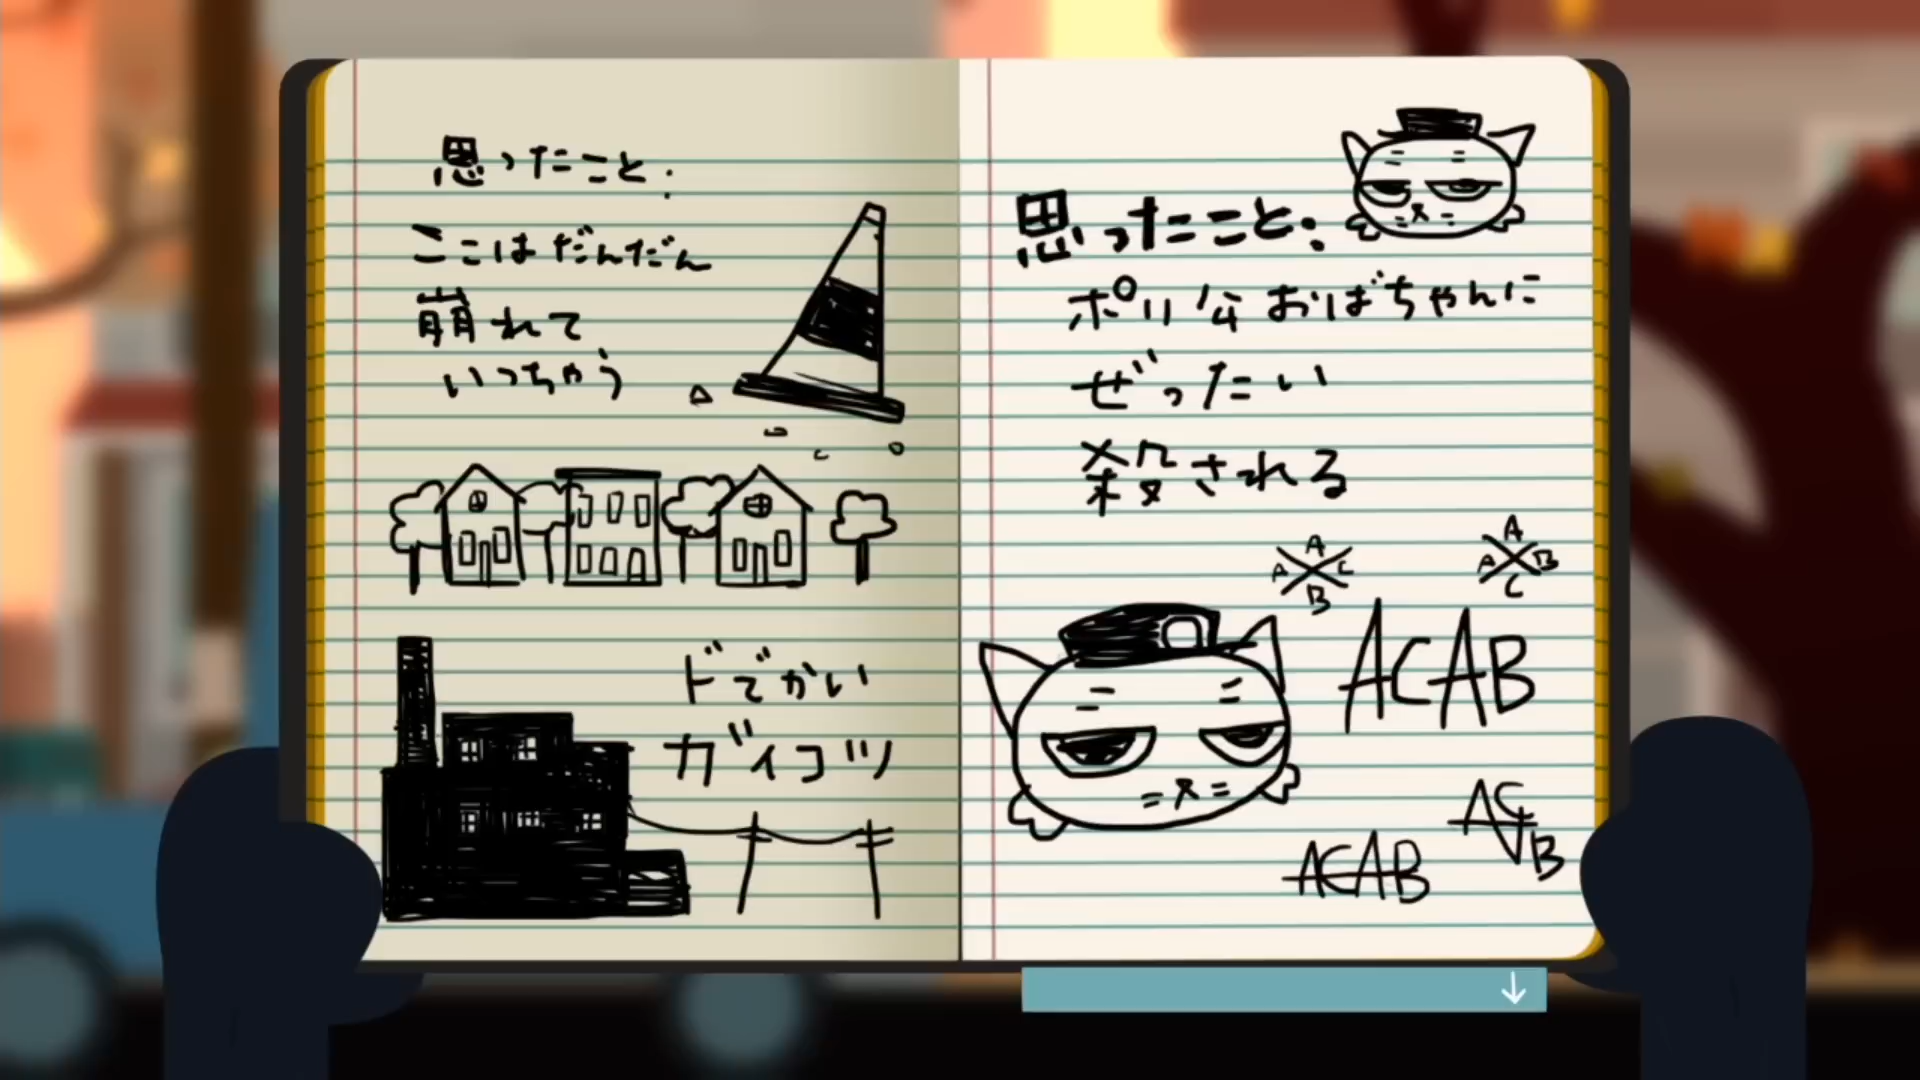 思ったこと:
ここはだんだん
崩れて
いっちゃう
ドでかい
ガイコツ
思ったこと:
ポリ公おばちゃんに
ぜったい
殺される
A
A C
B
A
A B
C
ACAB
ACAB
ACAB